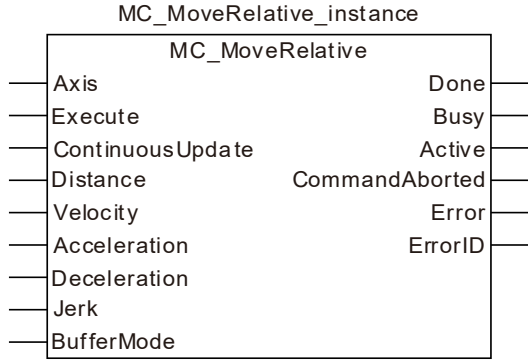 MC_MoveRelative_instance
MC_MoveRelative
Axis Done
Execute Busy
ContinuousUpdate Active
Distance CommandAborted
Velocity Error
Acceleration ErrorID
Deceleration
Jerk
BufferMode